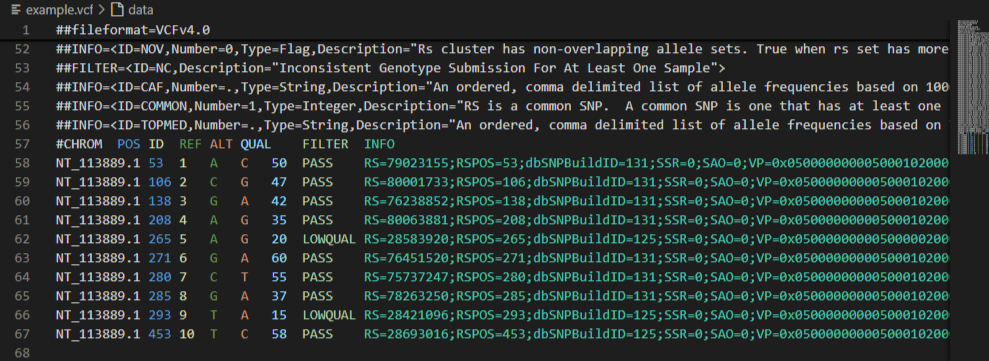 example.vcf > data
1 ##fileformat=VCFv4.0
52 ##INFO=<ID=NOV,Number=0,Type=Flag,Description="Rs cluster has non-overlapping allele sets. True when rs set has more
53 ##FILTER=<ID=NC,Description="Inconsistent Genotype Submission For At Least One Sample">
54 ##INFO=<ID=CAF,Number=.,Type=String,Description="An ordered, comma delimited list of allele frequencies based on 100
55 ##INFO=<ID=COMMON,Number=1,Type=Integer,Description="RS is a common SNP.  A common SNP is one that has at least one
56 ##INFO=<ID=TOPMED,Number=.,Type=String,Description="An ordered, comma delimited list of allele frequencies based on
57 #CHROM POS ID REF ALT QUAL FILTER INFO
58 NT_113889.1 53 1 A C 50 PASS RS=79023155;RSPOS=53;dbSNPBuildID=131;SSR=0;SAO=0;VP=0x050000000005000102000
59 NT_113889.1 106 2 C G 47 PASS RS=80001733;RSPOS=106;dbSNPBuildID=131;SSR=0;SAO=0;VP=0x05000000000500010200
60 NT_113889.1 138 3 G A 42 PASS RS=76238852;RSPOS=138;dbSNPBuildID=131;SSR=0;SAO=0;VP=0x05000000000500010200
61 NT_113889.1 208 4 A G 35 PASS RS=80063881;RSPOS=208;dbSNPBuildID=131;SSR=0;SAO=0;VP=0x05000000000500010200
62 NT_113889.1 265 5 A G 20 LOWQUAL RS=28583920;RSPOS=265;dbSNPBuildID=125;SSR=0;SAO=0;VP=0x05000000000500000200
63 NT_113889.1 271 6 G A 60 PASS RS=76451520;RSPOS=271;dbSNPBuildID=131;SSR=0;SAO=0;VP=0x05000000000500010200
64 NT_113889.1 280 7 C T 55 PASS RS=75737247;RSPOS=280;dbSNPBuildID=131;SSR=0;SAO=0;VP=0x05000000000500010200
65 NT_113889.1 285 8 G A 37 PASS RS=78263250;RSPOS=285;dbSNPBuildID=131;SSR=0;SAO=0;VP=0x05000000000500010200
66 NT_113889.1 293 9 T A 15 LOWQUAL RS=28421096;RSPOS=293;dbSNPBuildID=125;SSR=0;SAO=0;VP=0x05000000000500010200
67 NT_113889.1 453 10 T C 58 PASS RS=28693016;RSPOS=453;dbSNPBuildID=125;SSR=0;SAO=0;VP=0x05000000000500010200
68